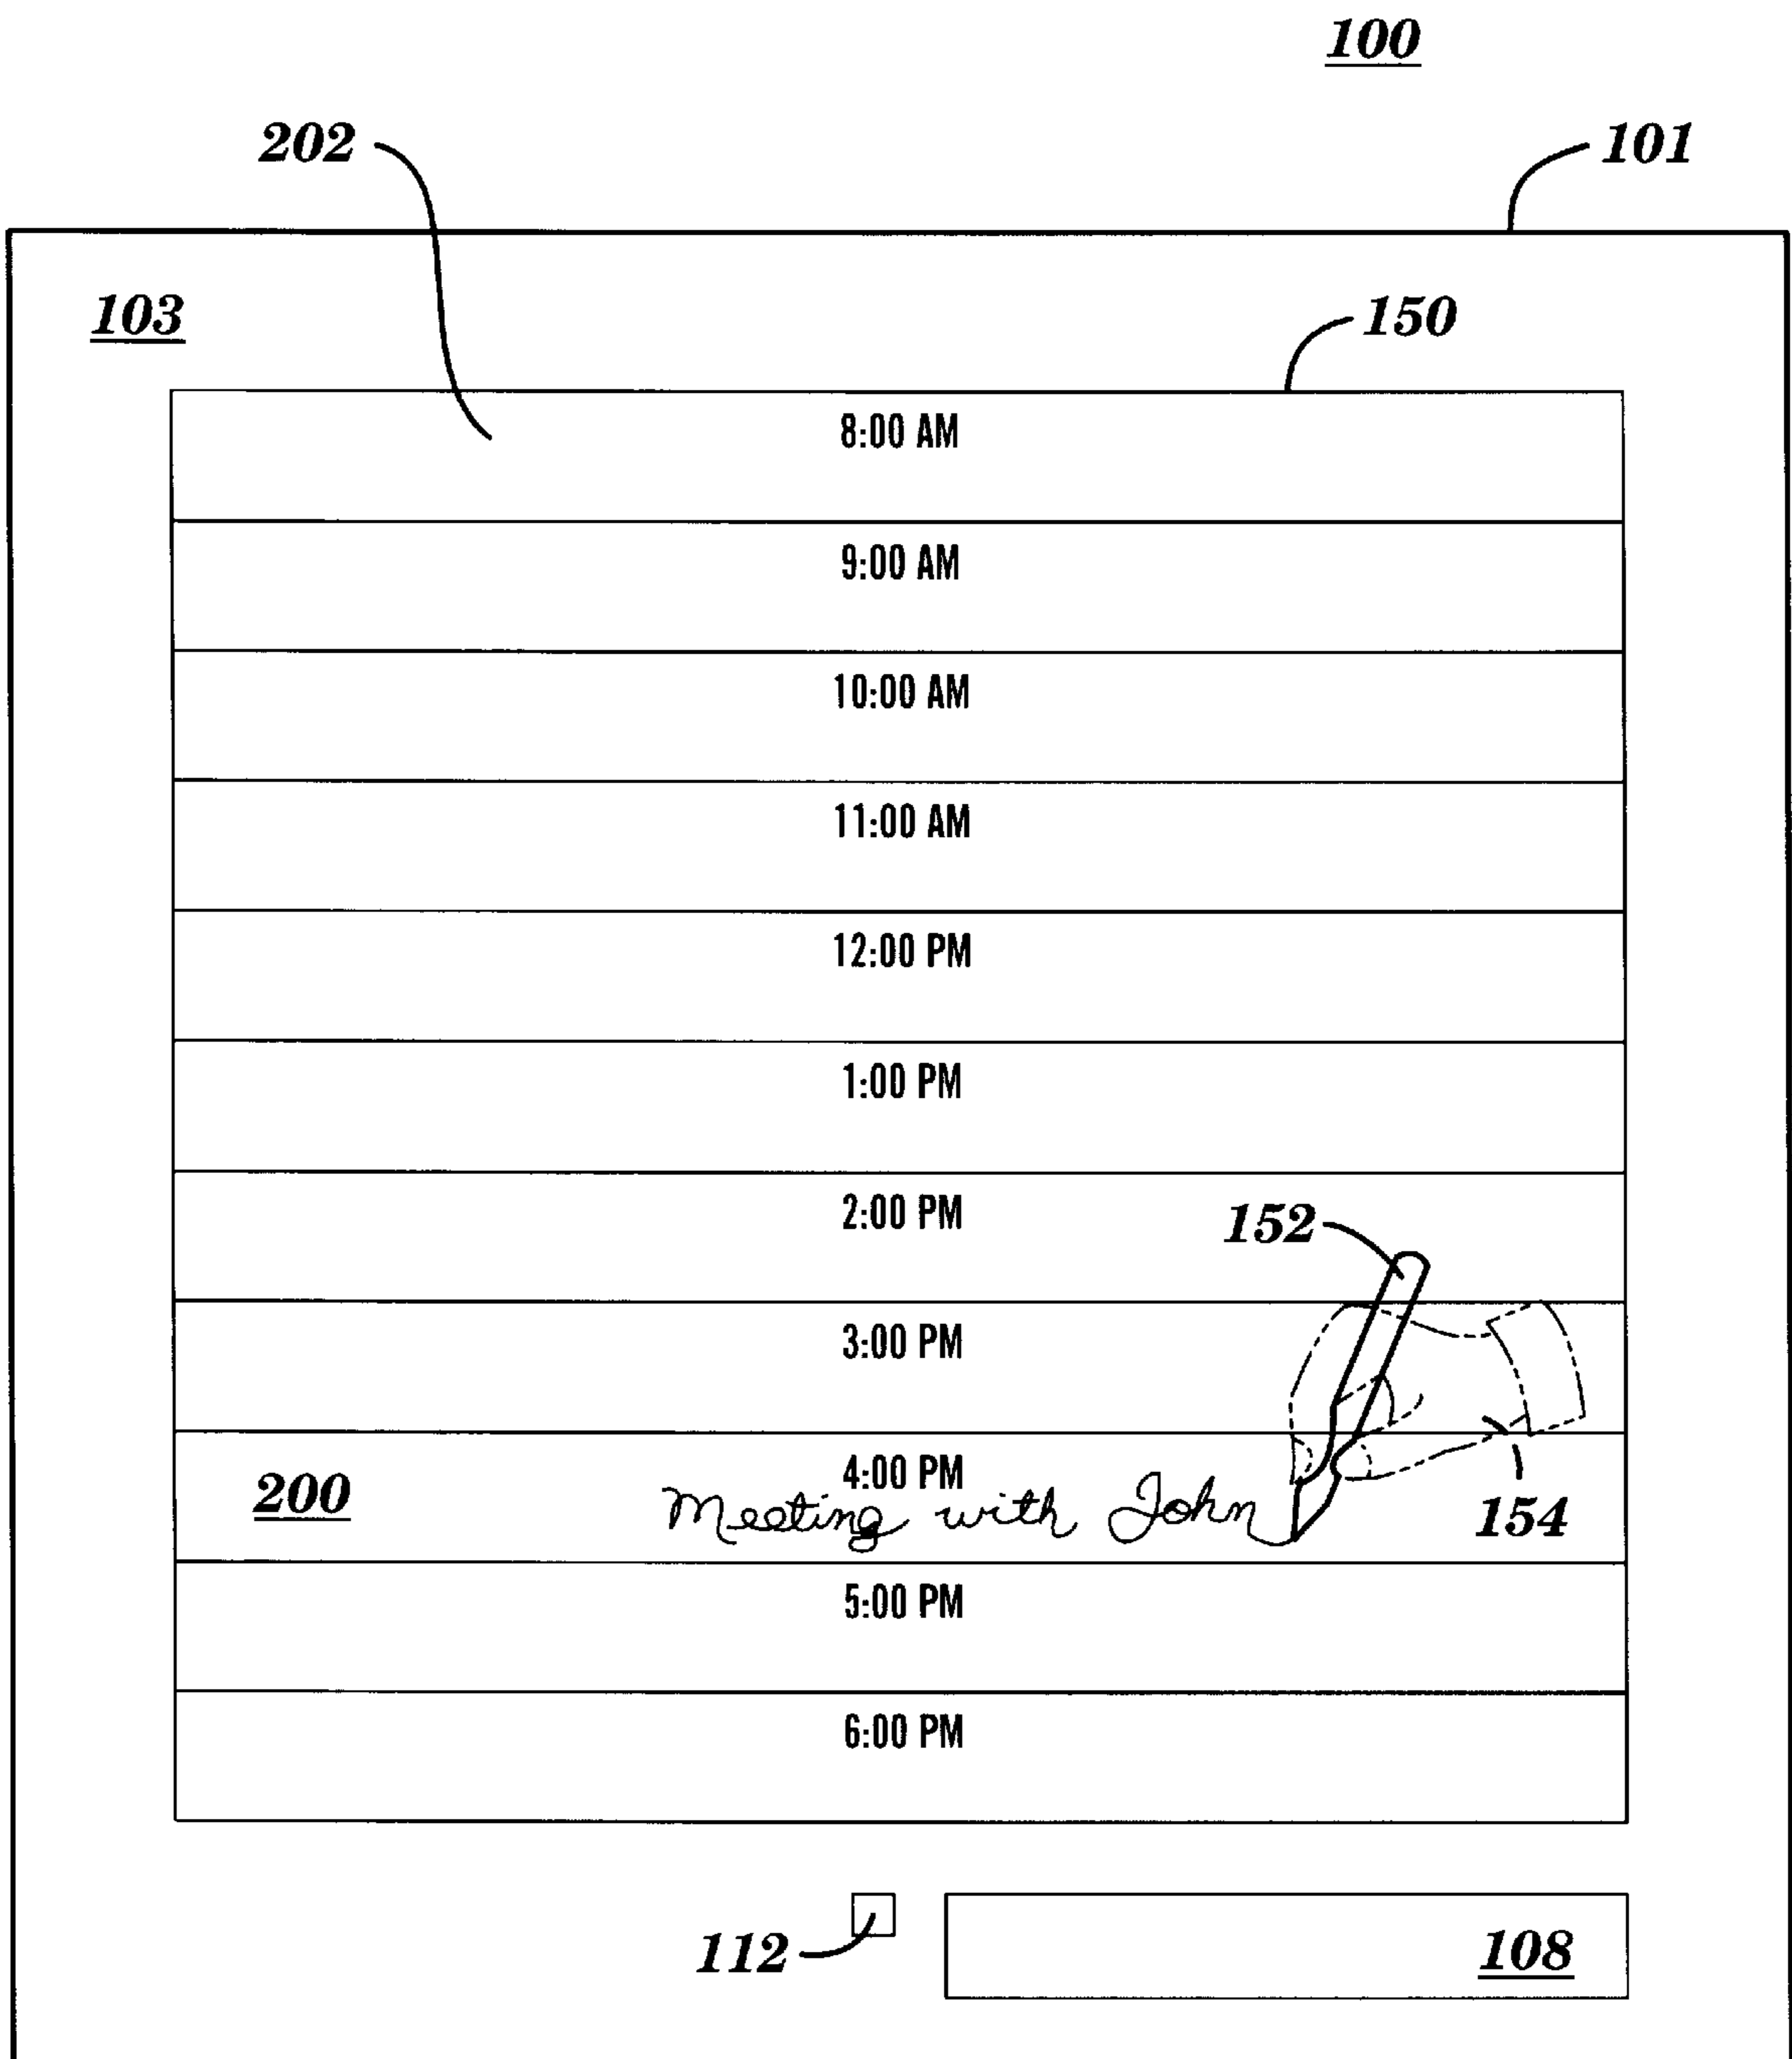 100
202 101
103 150
8:00 AM
9:00 AM
10:00 AM
11:00 AM
12:00 PM
1:00 PM
2:00 PM
152
3:00 PM
4:00 PM
200 Meeting with John 154
5:00 PM
6:00 PM
112 108